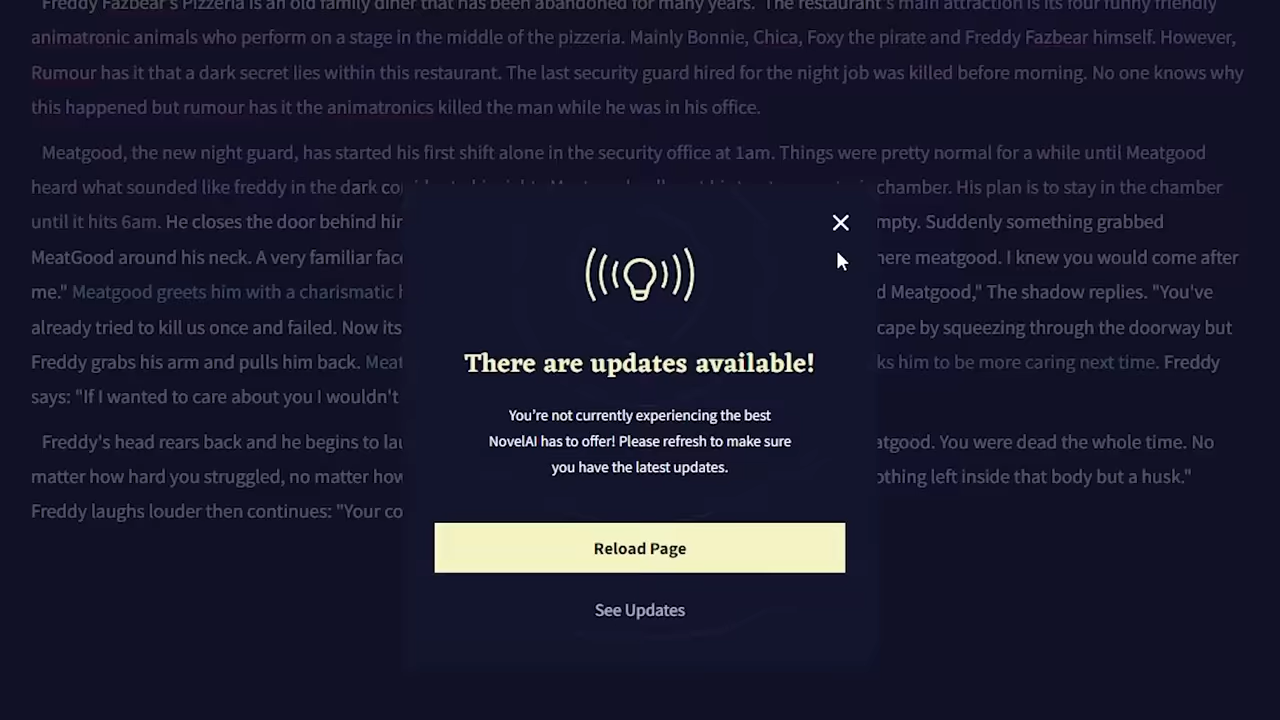 Freddy Fazbear's Pizzeria is an old family diner that has been abandoned for many years. The restaurant's main attraction is its four funny friendly
animatronic animals who perform on a stage in the middle of the pizzeria. Mainly Bonnie, Chica, Foxy the pirate and Freddy Fazbear himself. However,
Rumour has it that a dark secret lies within this restaurant. The last security guard hired for the night job was killed before morning. No one knows why
this happened but rumour has it the animatronics killed the man while he was in his office.
Meatgood, the new night guard, has started his first shift alone in the security office at 1am. Things were pretty normal for a while until Meatgood
heard what sounded like freddy in the dark chamber. His plan is to stay in the chamber
until it hits 6am. He closes the door behind Suddenly something grabbed
MeatGood around his neck. A very familiar meatgood. I knew you would come after
me." Meatgood greets him with a charismatic Meatgood," The shadow replies. "You've
already tried to kill us once and failed. Now its by squeezing through the doorway but
Freddy grabs his arm and pulls him back. him to be more caring next time. Freddy
says: "If I wanted to care about you I wouldn't
Freddy's head rears back and he begins to You were dead the whole time. No
matter how hard you struggled, no matter left inside that body but a husk."
Freddy laughs louder then continues: "Your
There are updates available!
You're not currently experiencing the best
NovelAI has to offer! Please refresh to make sure
you have the latest updates.
Reload Page
See Updates